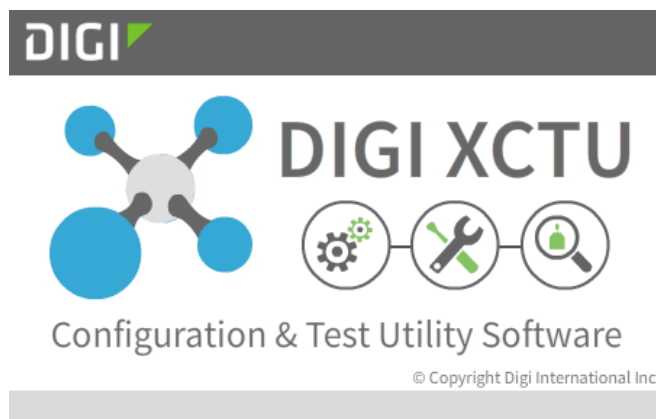 DIGI
DIGI XCTU
Configuration & Test Utility Software
© Copyright Digi International Inc